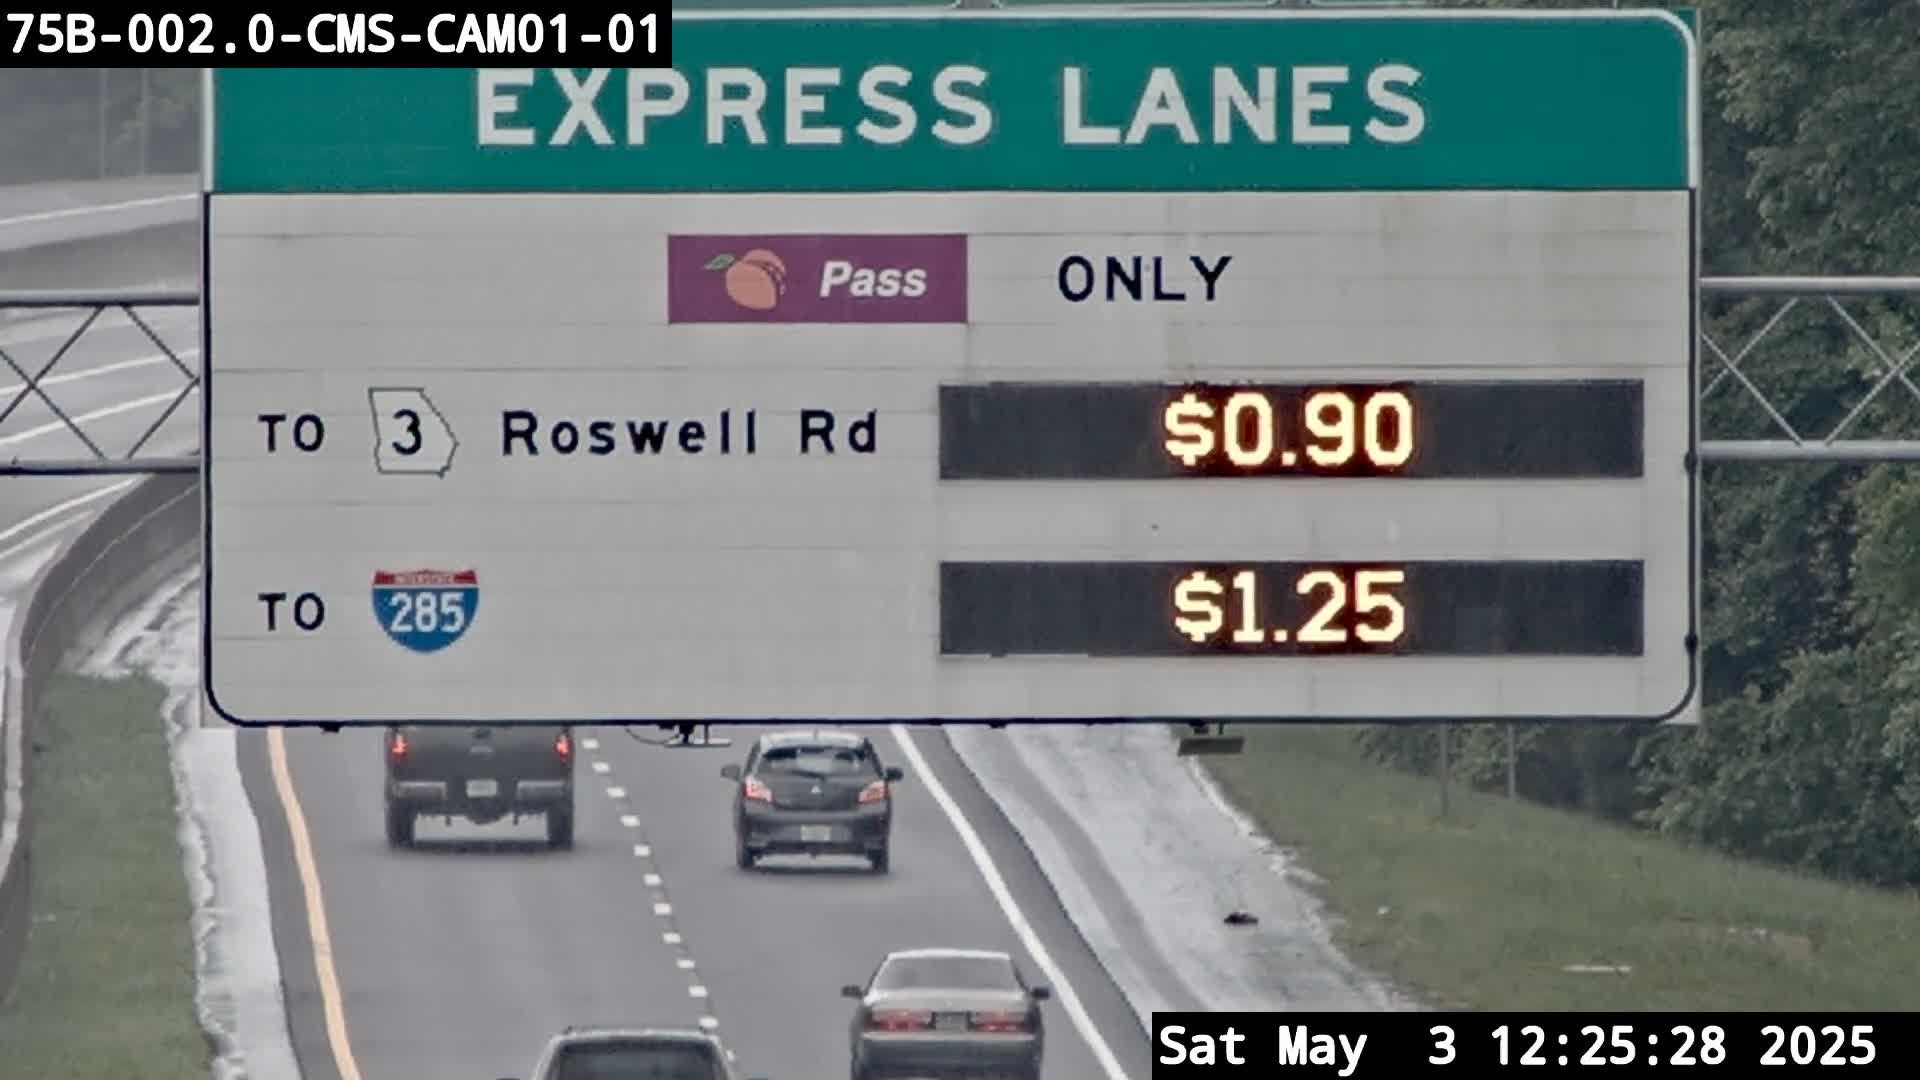 75B-002.0-CMS-CAM01-01
EXPRESS LANES
Pass ONLY
TO 3 Roswell Rd $0.90
TO 285 $1.25
Sat May 3 12:25:28 2025